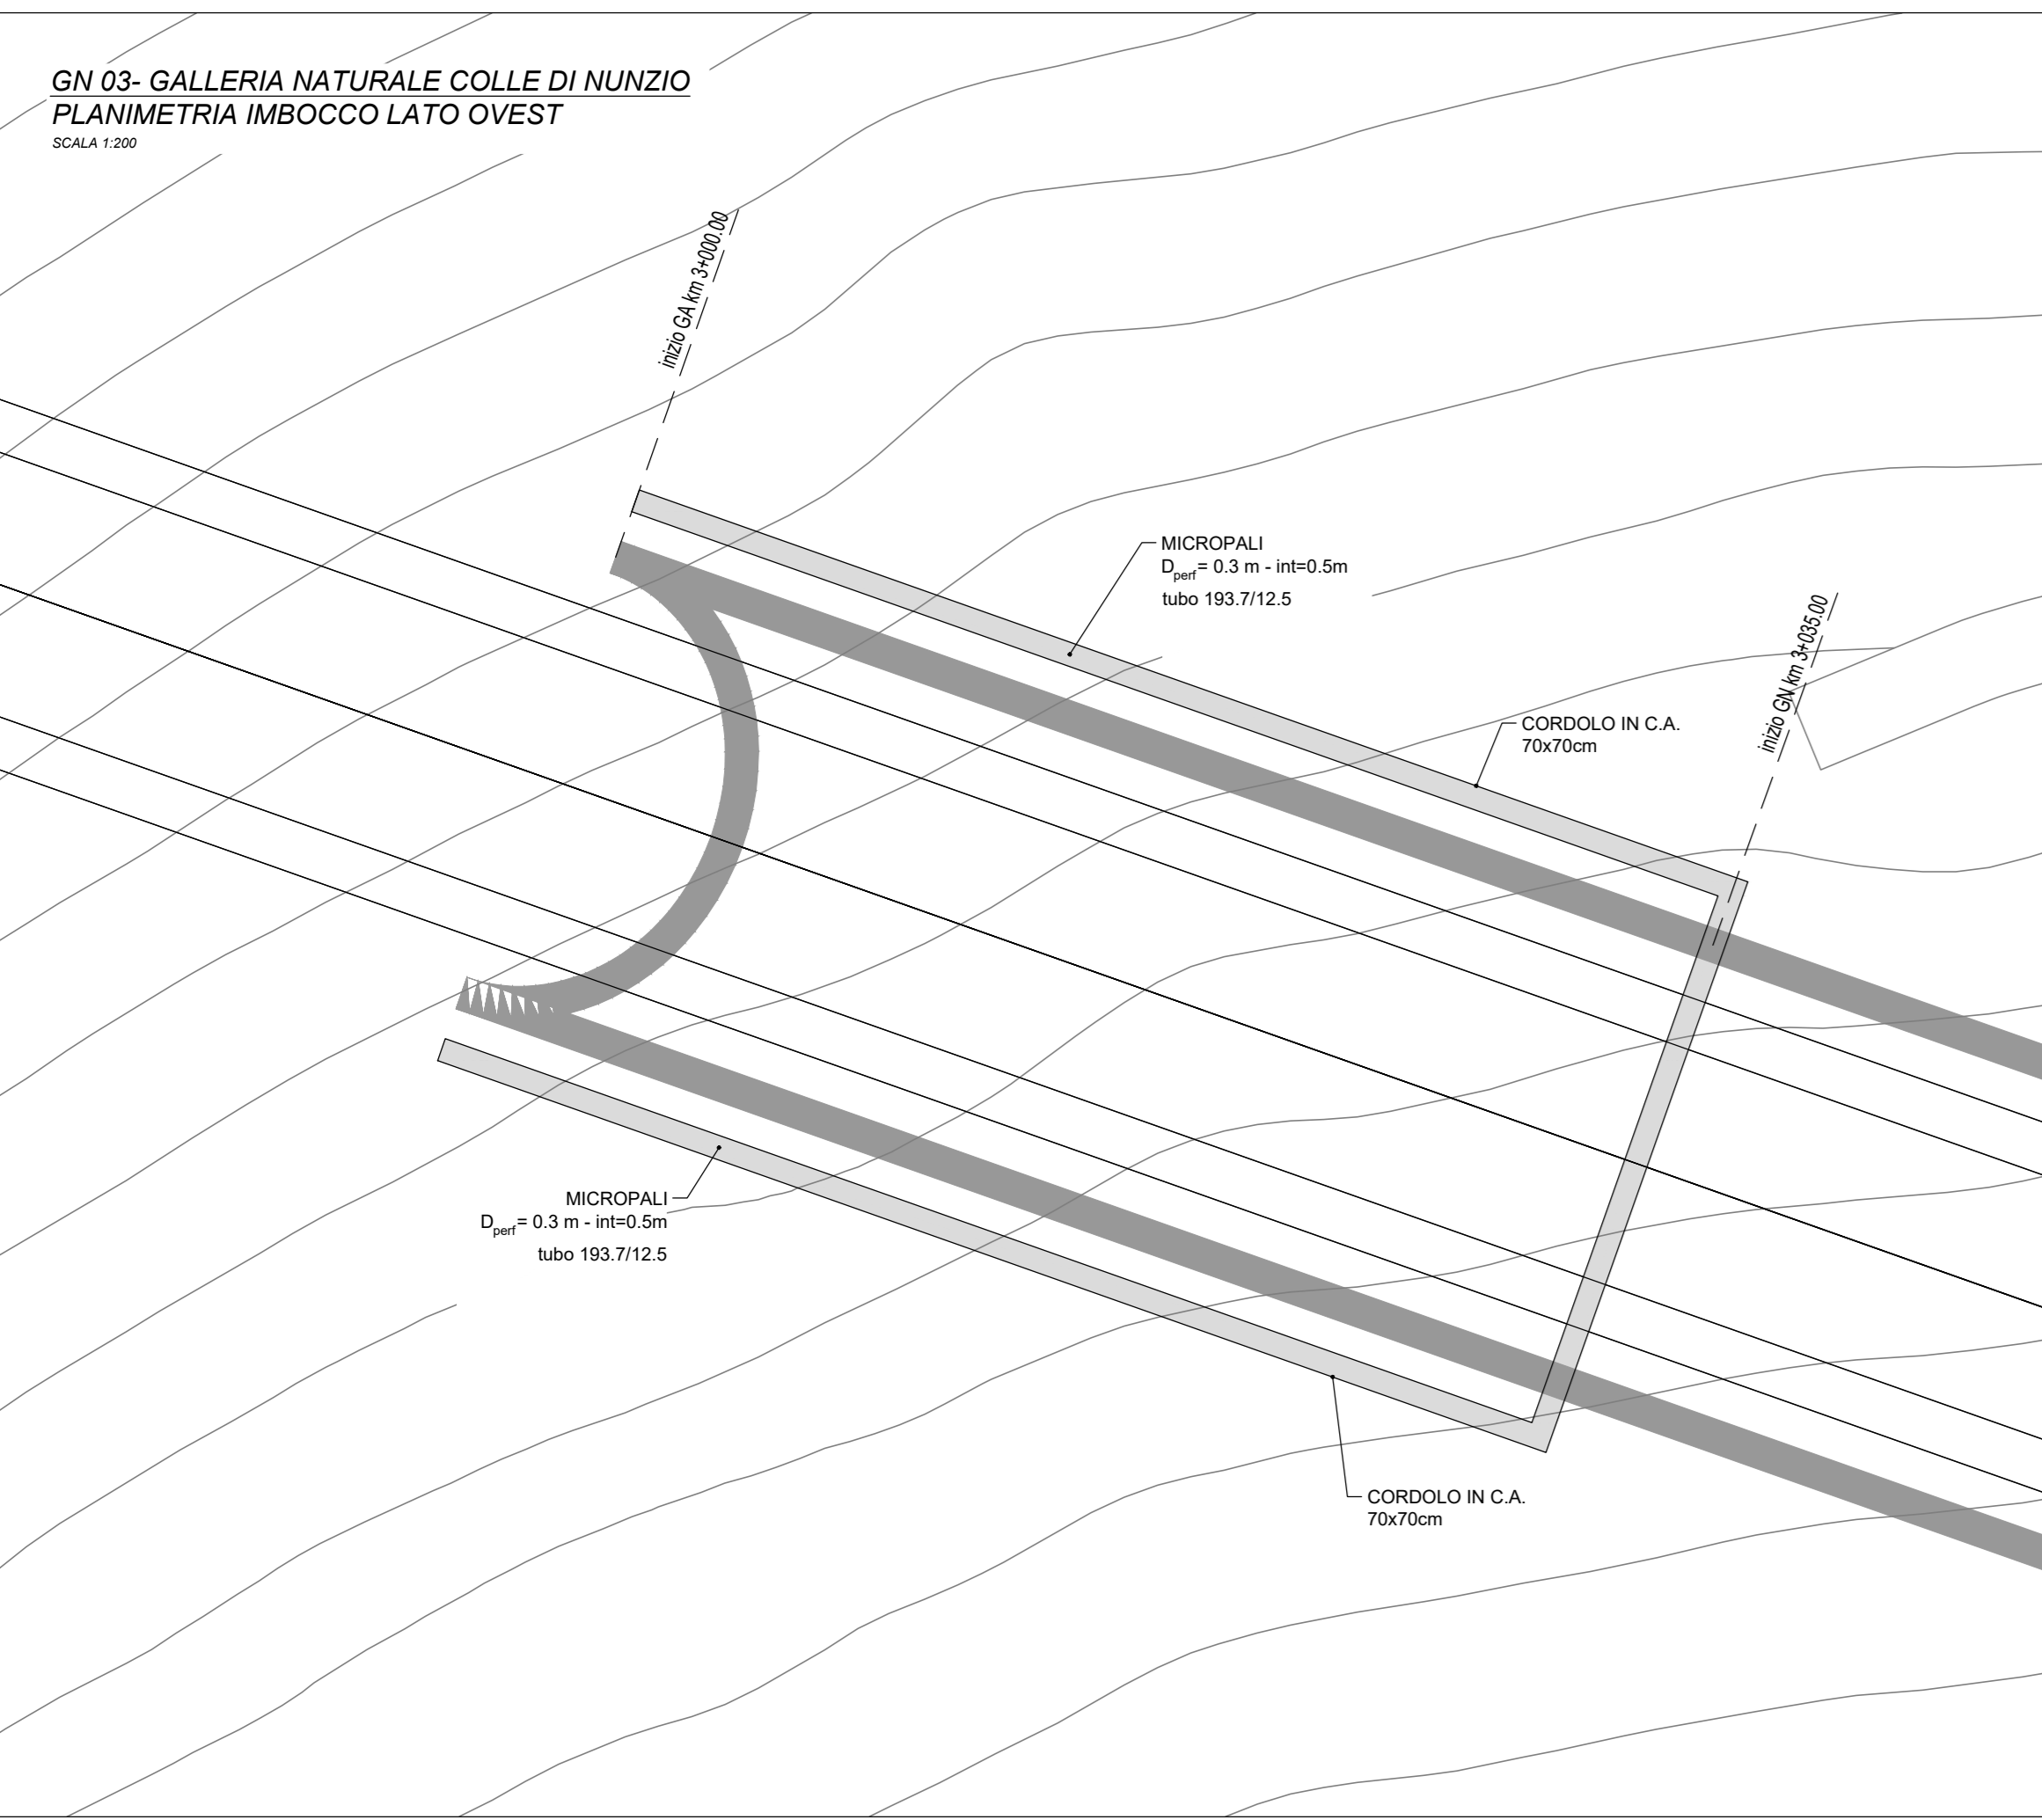 GN 03- GALLERIA NATURALE COLLE DI NUNZIO
PLANIMETRIA IMBOCCO LATO OVEST
SCALA 1:200
inizio GA km 3+000.00
MICROPALI
Dperf= 0.3 m - int=0.5m
tubo 193.7/12.5
inizio GN km 3+035.00
CORDOLO IN C.A.
70x70cm
MICROPALI
Dperf= 0.3 m - int=0.5m
tubo 193.7/12.5
CORDOLO IN C.A.
70x70cm